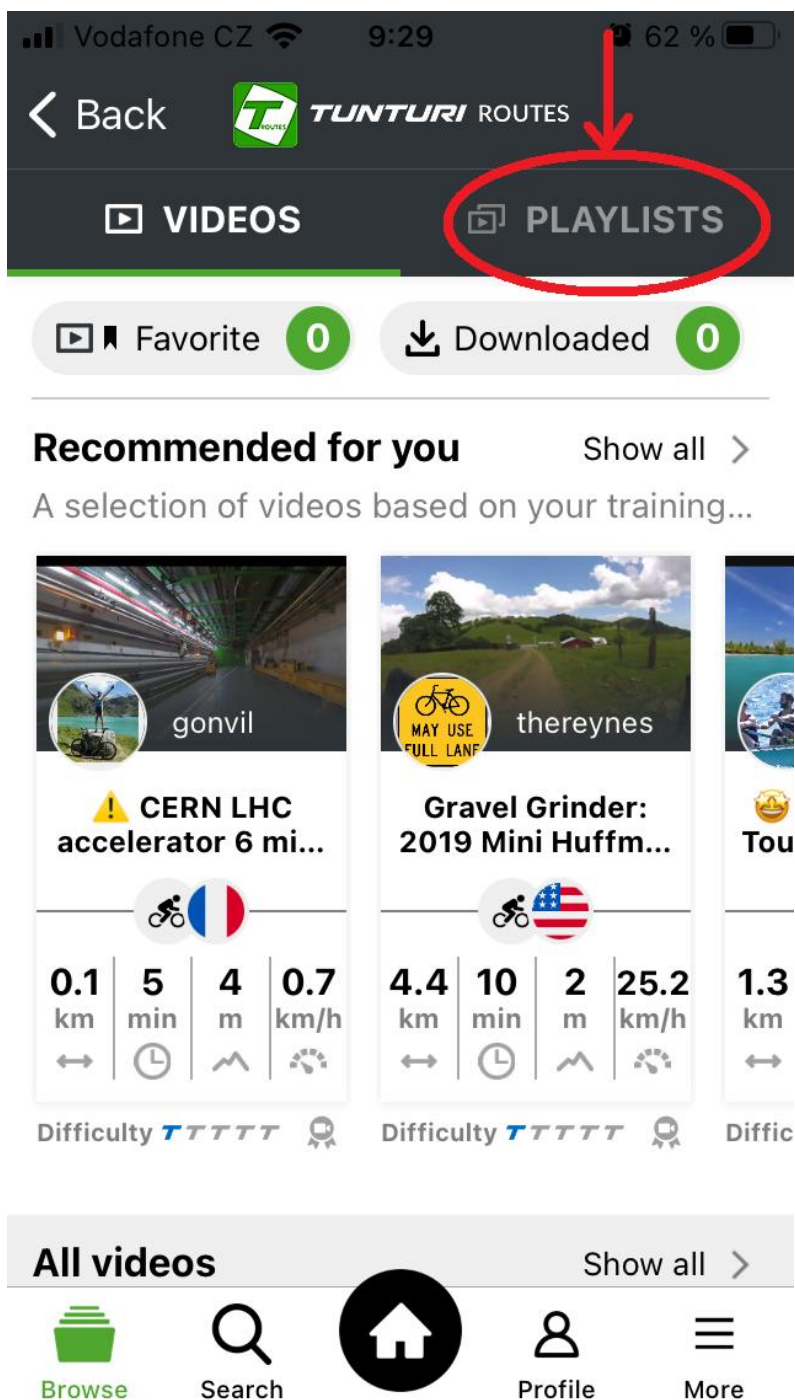 Vodafone CZ 9:29 62 %
Back T ROUTES TUNTURI ROUTES
VIDEOS PLAYLISTS
Favorite 0 Downloaded 0
Recommended for you Show all
A selection of videos based on your training...
gonvil
MAY USE
FULL LANE
thereynes
⚠️ CERN LHC
accelerator 6 mi...
Gravel Grinder:
2019 Mini Huffm...
🤩
Tou
0.1 5 4 0.7
km min m km/h
4.4 10 2 25.2
km min m km/h
1.3
km
Difficulty TTTTT
Difficulty TTTTT
Diffic
All videos Show all
Browse Search Profile More